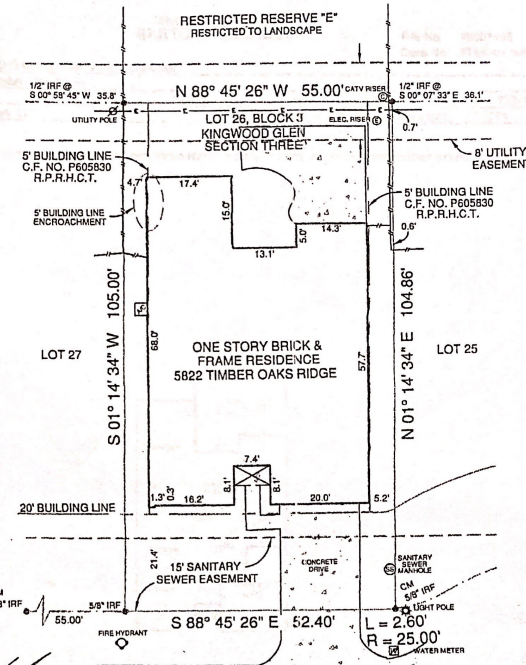 RESTRICTED RESERVE "E"
RESTICTED TO LANDSCAPE
1/2" IRF @
S 00° 58' 45" W 35.8'
N 88° 45' 26" W 55.00'
CATV RISER
1/2" IRF @
S 00° 07' 33" E 36.1'
UTILITY POLE
E
E
E
E
LOT 26, BLOCK 3
ELEC. RISER
E
0.7'
KINGWOOD GLEN
SECTION THREE
8' UTILITY
EASEMENT
5' BUILDING LINE
C.F. NO. P605830
R.P.R.H.C.T.
4.7'
17.4'
5' BUILDING LINE
C.F. NO. P605830
R.P.R.H.C.T.
5' BUILDING LINE
ENCROACHMENT
15.0'
5.0'
14.3'
13.1'
0.6'
S 01° 14' 34" W 105.00'
68.0'
LOT 27
ONE STORY BRICK &
FRAME RESIDENCE
5822 TIMBER OAKS RIDGE
57.7'
N 01° 14' 34" E 104.86'
LOT 25
7.4'
8.1'
8.1'
1.3'
0.3'
16.2'
20.0'
5.2'
20' BUILDING LINE
21.4'
15' SANITARY
SEWER EASEMENT
CONCRETE
DRIVE
SANITARY
SEWER
MANHOLE
CM
5/8" IRF
LIGHT POLE
" IRF
55.00'
5/8" IRF
S 88° 45' 26" E 52.40'
L = 2.60'
R = 25.00'
FIRE HYDRANT
WATER METER